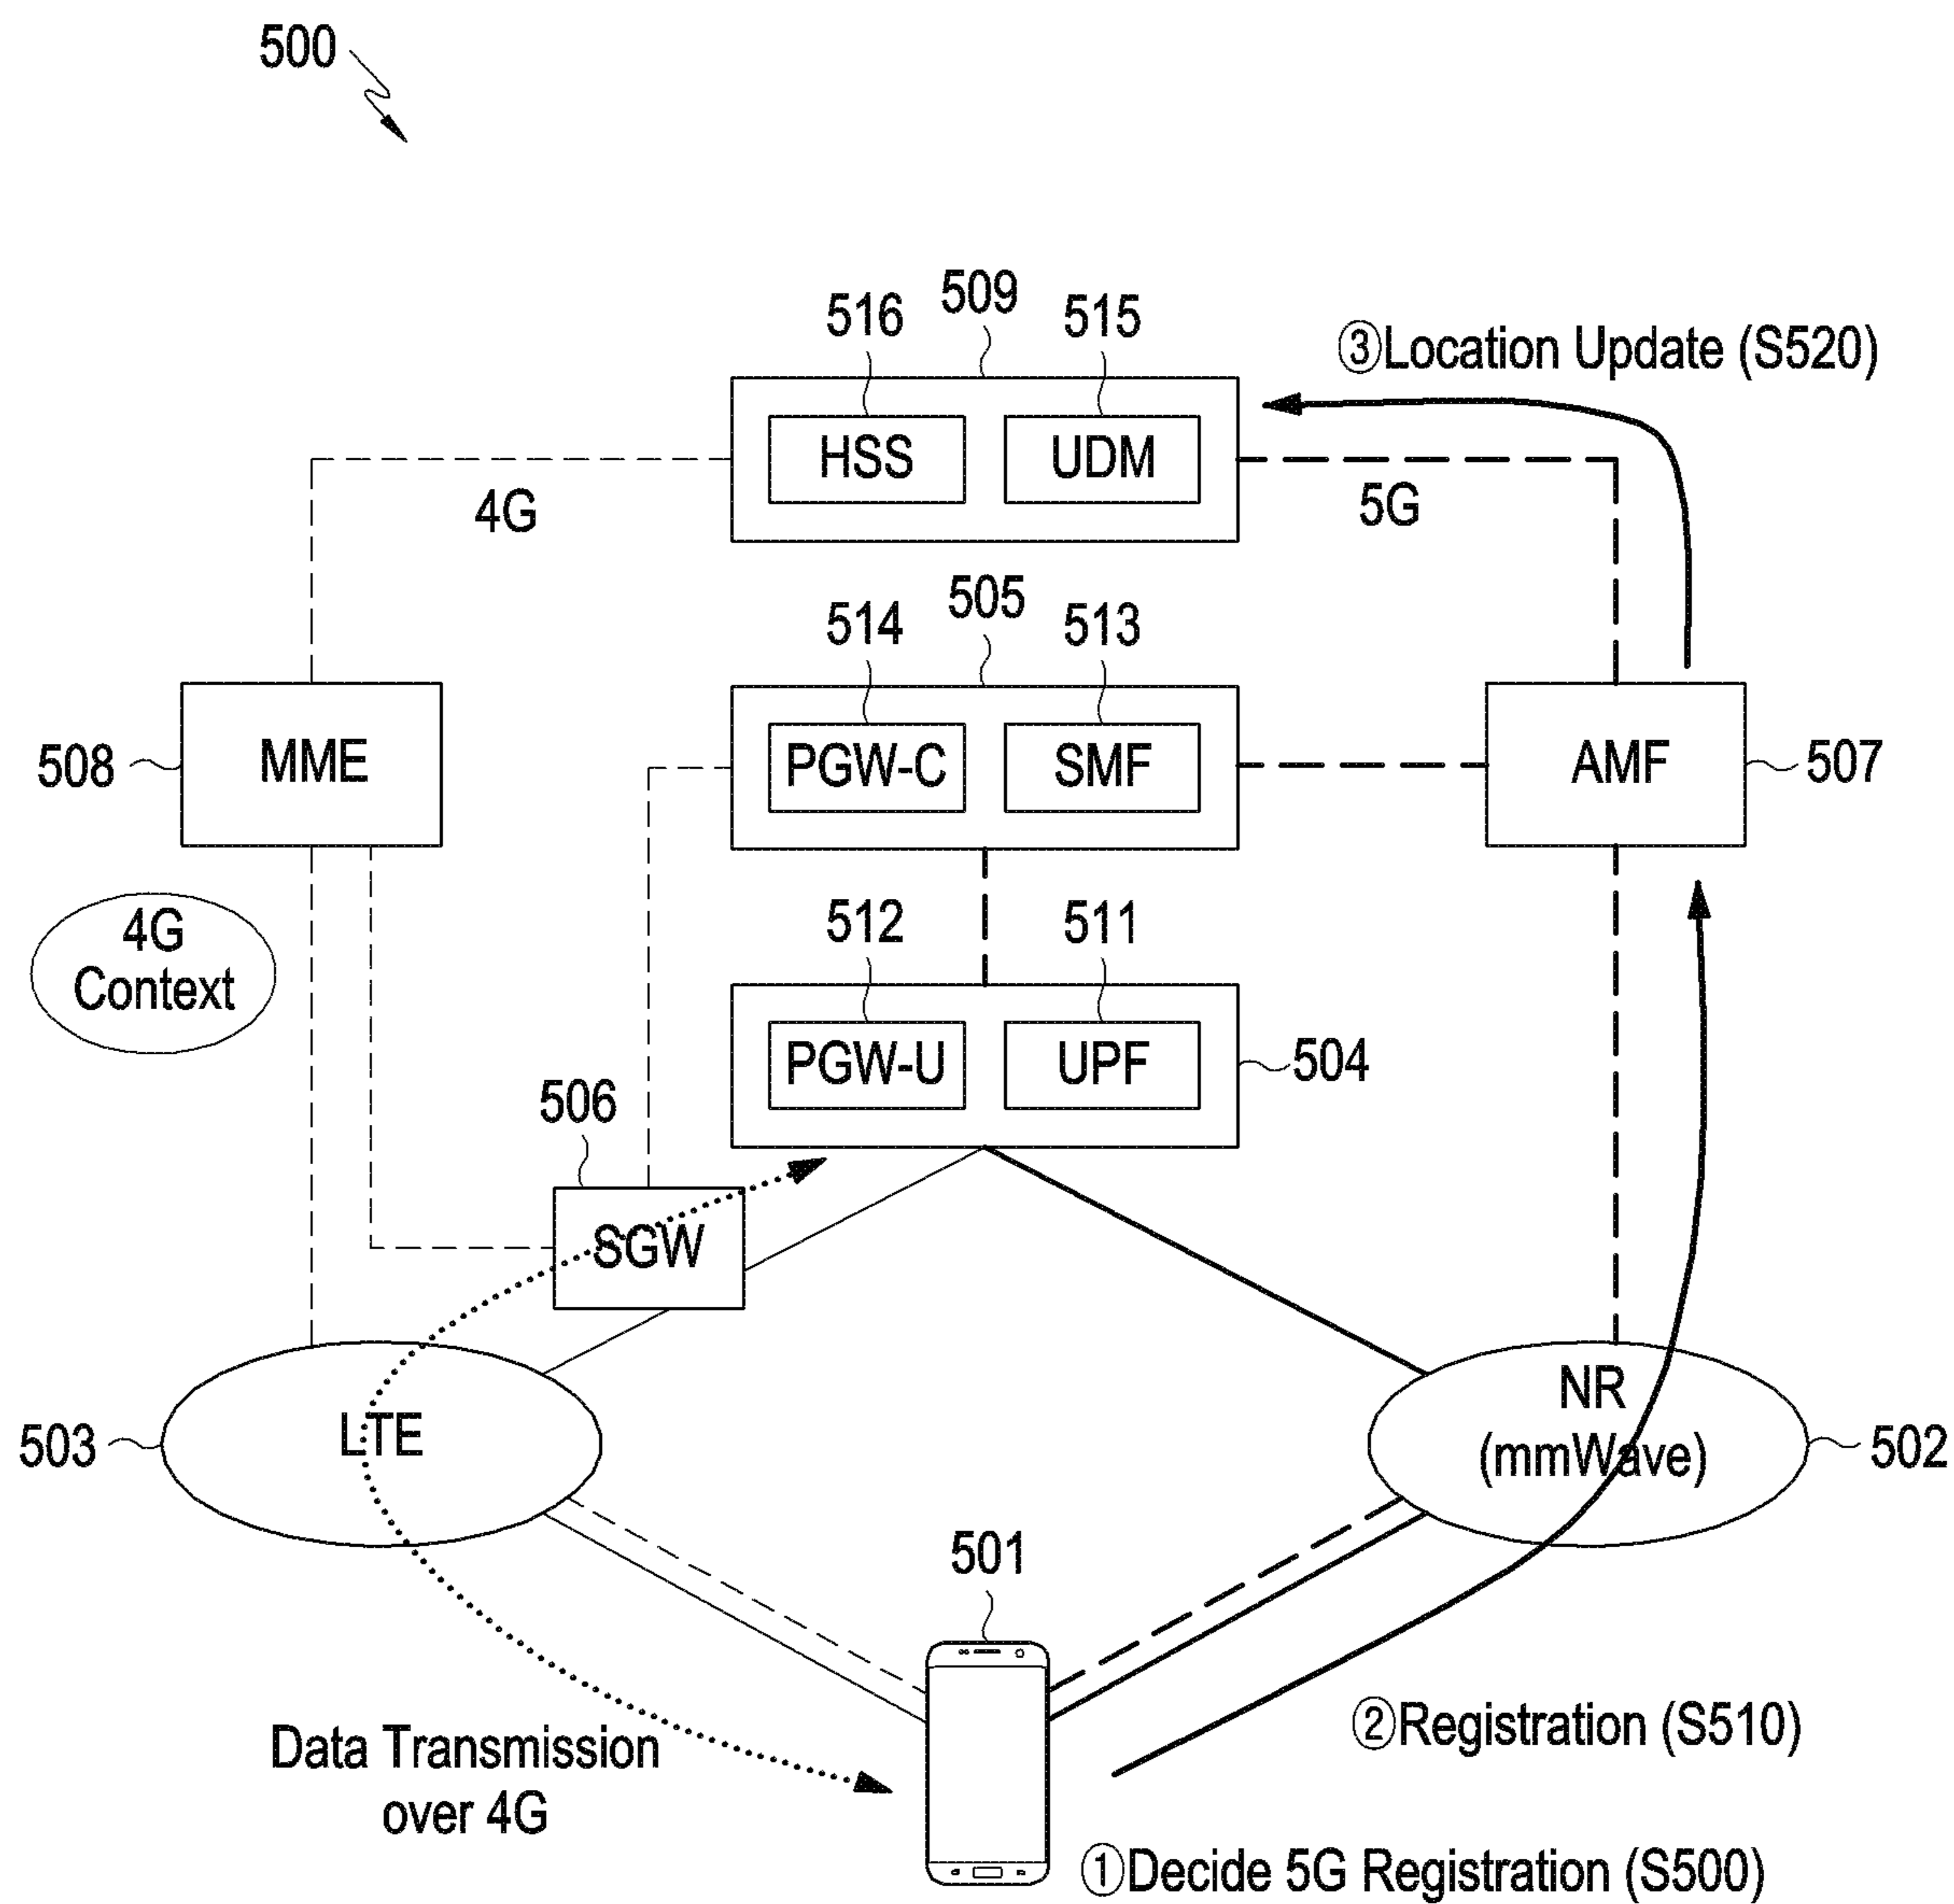 500
509
516
515
③Location Update (S520)
HSS
UDM
4G
5G
505
514
513
508
MME
PGW-C
SMF
AMF
507
4G
Context
512
511
PGW-U
UPF
504
506
SGW
503
LTE
NR
(mmWave)
502
501
Data Transmission
over 4G
②Registration (S510)
①Decide 5G Registration (S500)